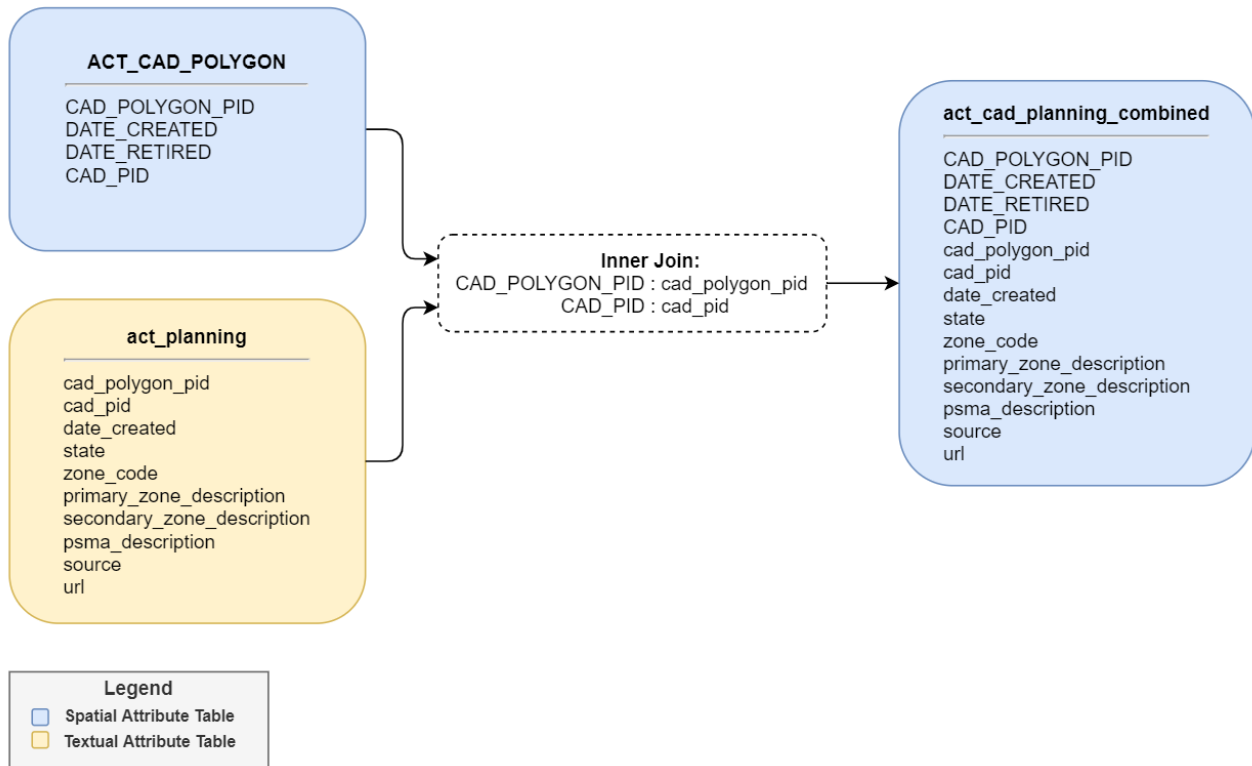 ACT_CAD_POLYGON
CAD_POLYGON_PID
DATE_CREATED
DATE_RETIRED
CAD_PID
act_planning
cad_polygon_pid
cad_pid
date_created
state
zone_code
primary_zone_description
secondary_zone_description
psma_description
source
url
Inner Join:
CAD_POLYGON_PID : cad_polygon_pid
CAD_PID : cad_pid
act_cad_planning_combined
CAD_POLYGON_PID
DATE_CREATED
DATE_RETIRED
CAD_PID
cad_polygon_pid
cad_pid
date_created
state
zone_code
primary_zone_description
secondary_zone_description
psma_description
source
url
Legend
Spatial Attribute Table
Textual Attribute Table